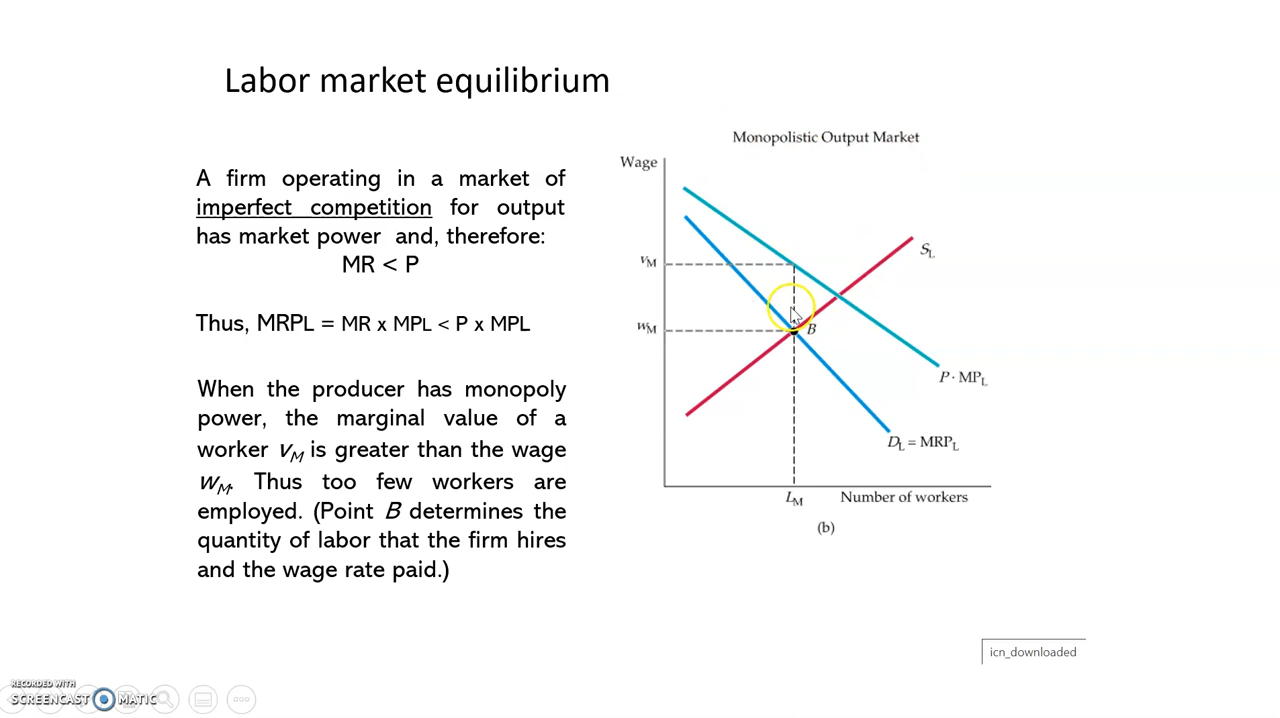 Labor market equilibrium
A firm operating in a market of
imperfect competition for output
has market power and, therefore:
MR < P
Thus, MRPL = MR x MPL < P x MPL
When the producer has monopoly
power, the marginal value of a
worker vM is greater than the wage
wM. Thus too few workers are
employed. (Point B determines the
quantity of labor that the firm hires
and the wage rate paid.)
Monopolistic Output Market
Wage
SL
vM
wM
B
P · MPL
DL = MRPL
LM
Number of workers
(b)
icn_downloaded
RECORDED WITH
SCREENCAST MATIC